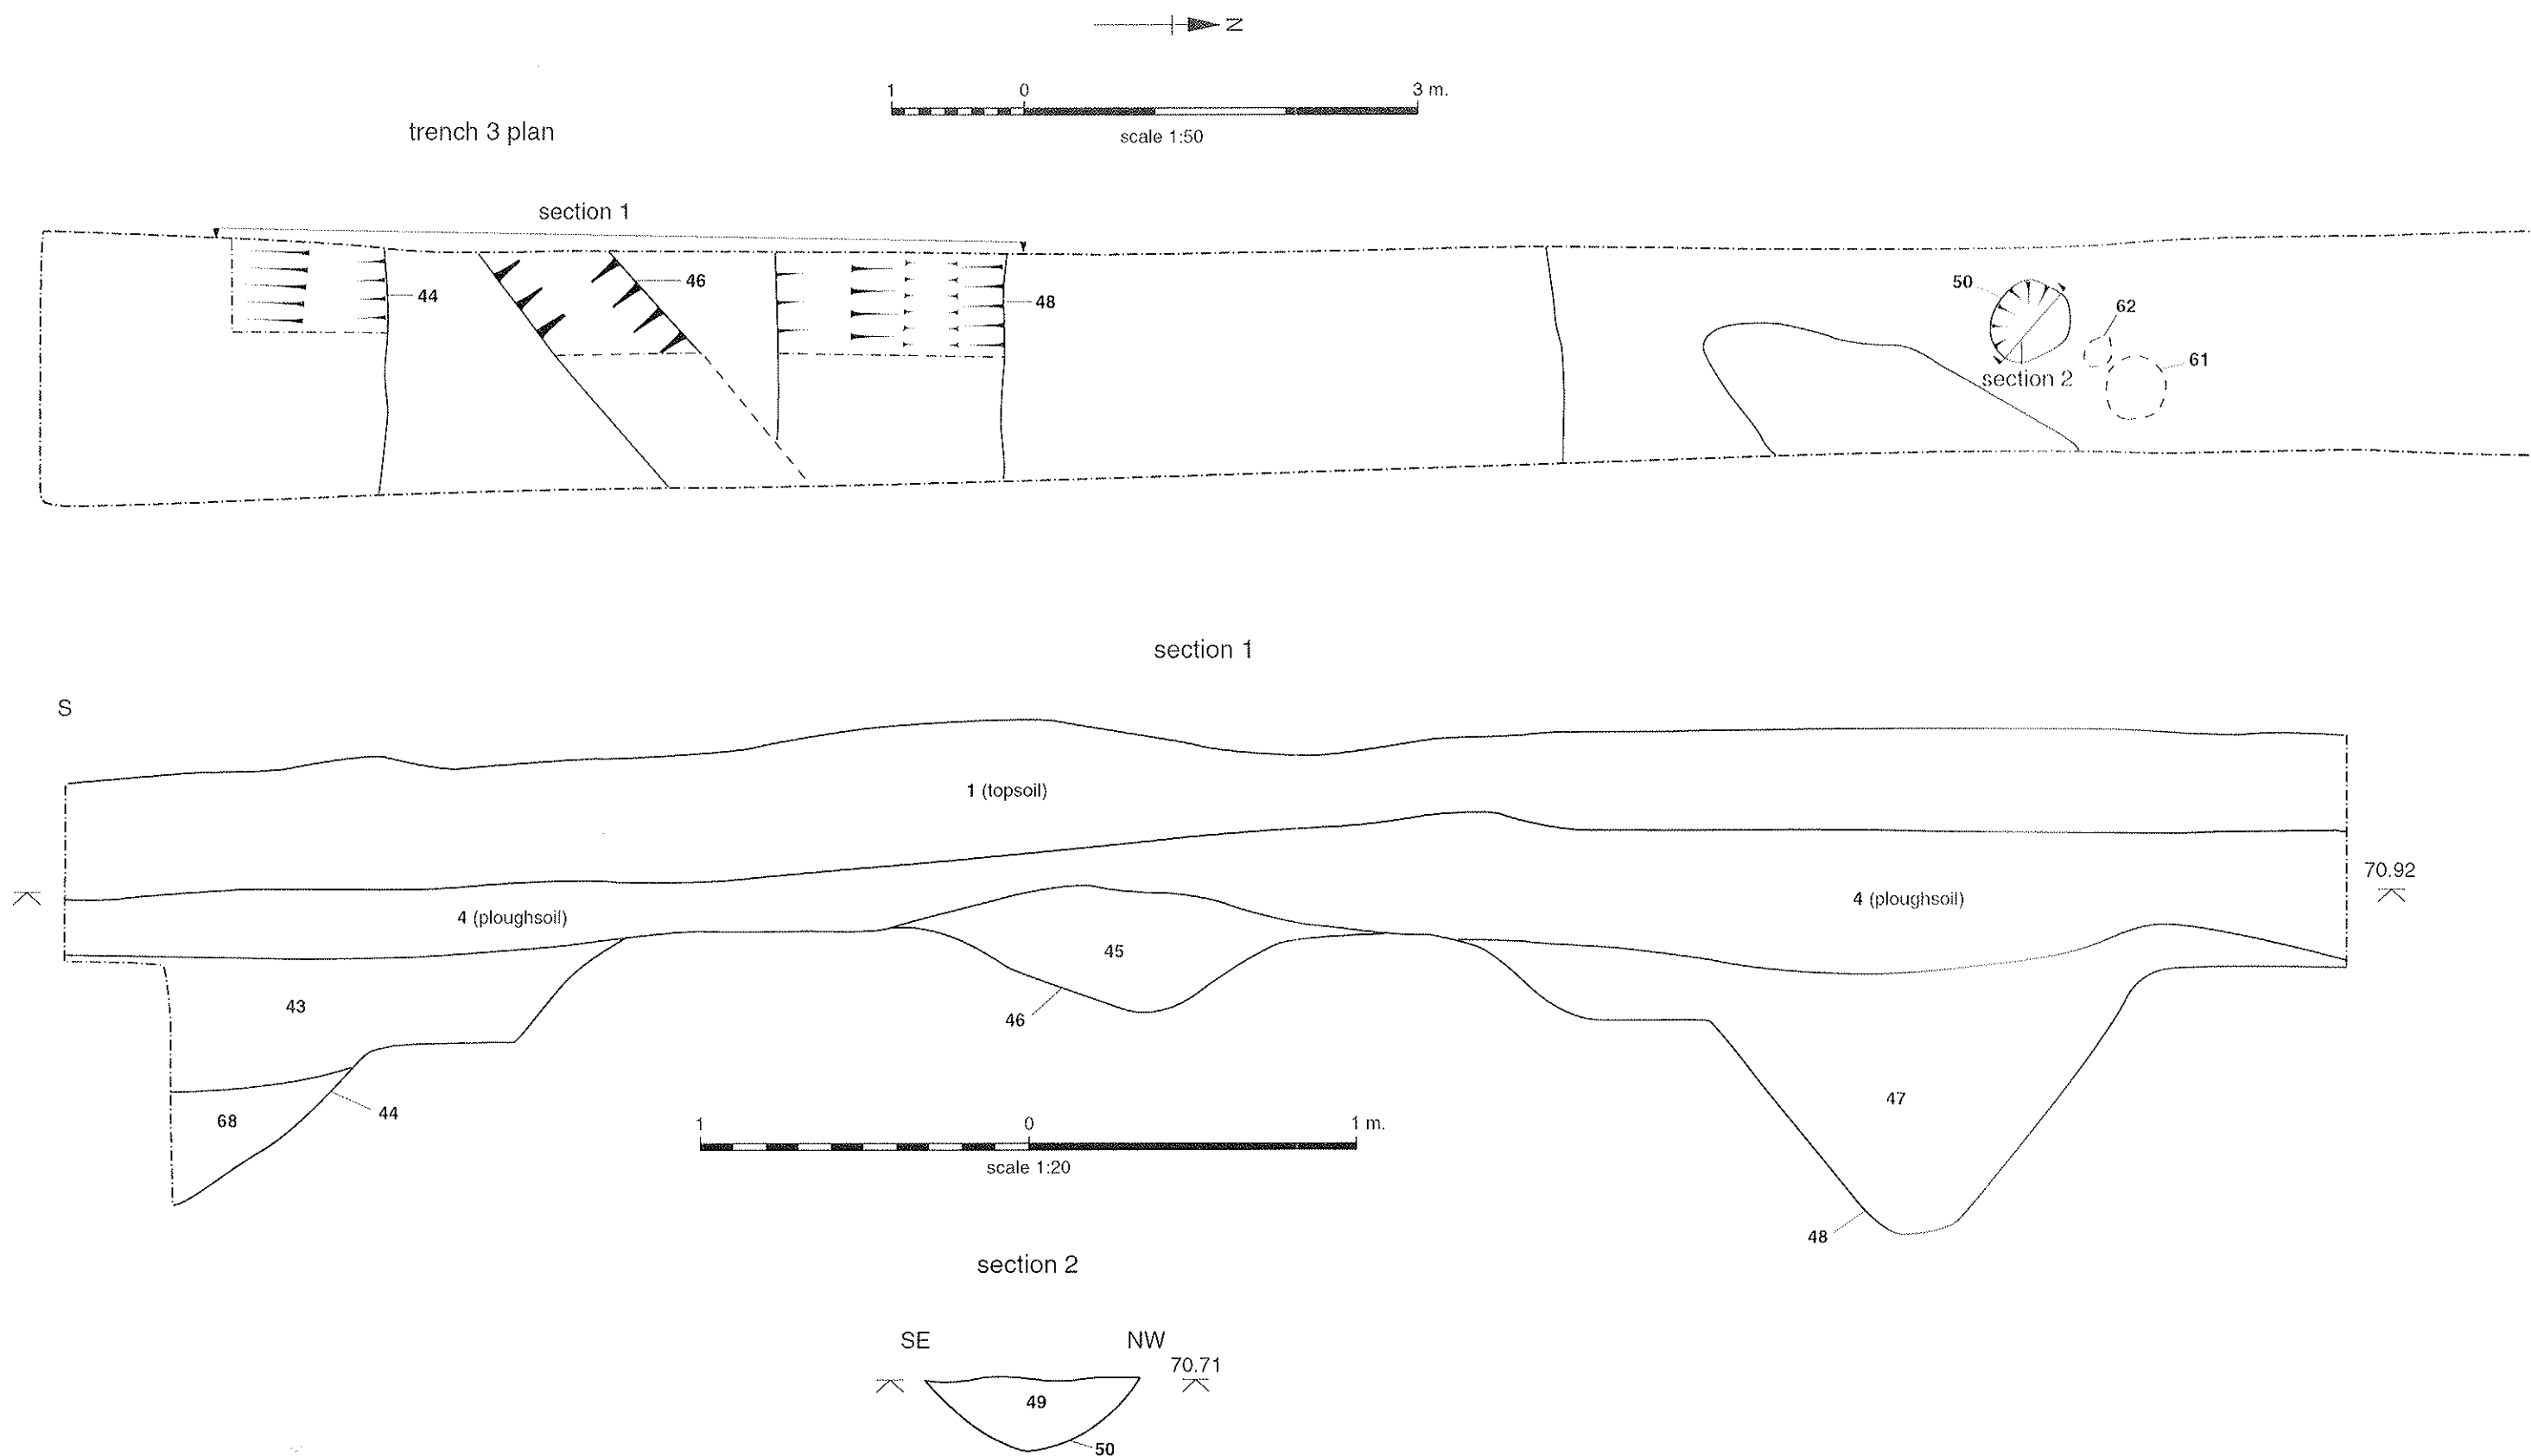 N
1 0 3 m.
scale 1:50
trench 3 plan
section 1
44
46
48
50
62
61
section 2
section 1
S
1 (topsoil)
70.92
4 (ploughsoil)
4 (ploughsoil)
45
43
46
47
44
68
1 0 1 m.
scale 1:20
48
section 2
SE NW
70.71
49
50